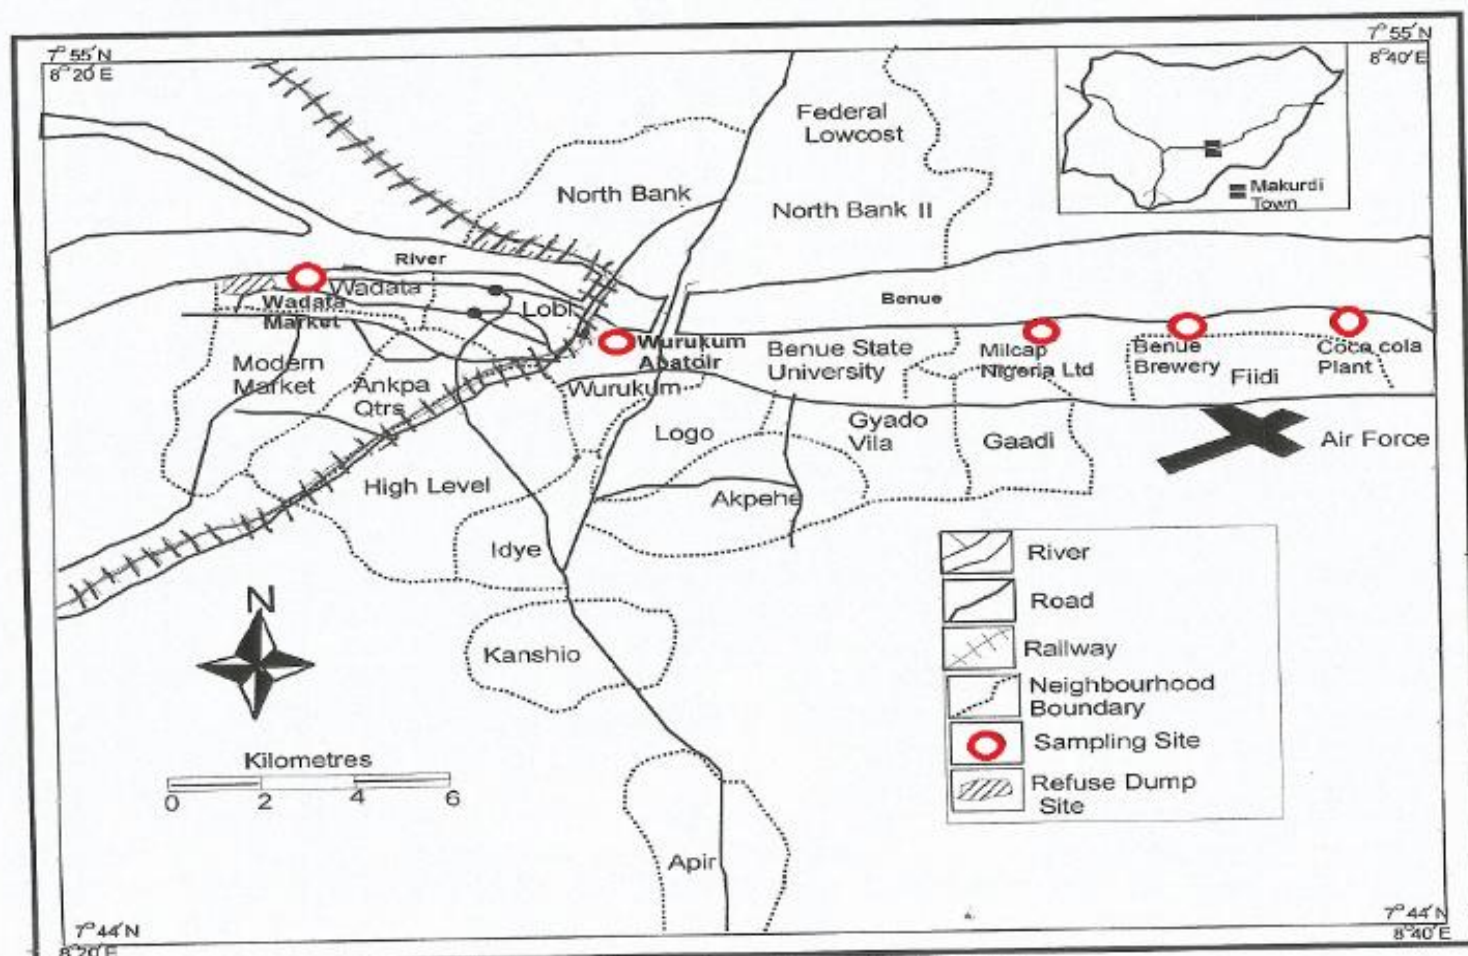 7°55'N
8°20'E
7°55'N
8°40'E
Federal
Lowcost
North Bank
North Bank II
Makurdi
Town
River
Benue
Wadata
Wadata
Market
Lobi
Wurukum
Abatoir
Wurukum
Modern
Market
Ankpa
Qtrs
Benue State
University
Milcap
Nigeria Ltd
Benue
Brewery
Coca cola
Plant
Fiidi
Logo
Gyado
Vila
Gaadi
Air Force
High Level
Akpehe
Idye
Kanshio
Apir
N
Kilometres
0 2 4 6
River
Road
Railway
Neighbourhood
Boundary
Sampling Site
Refuse Dump
Site
7°44'N
8°20'E
7°44'N
8°40'E